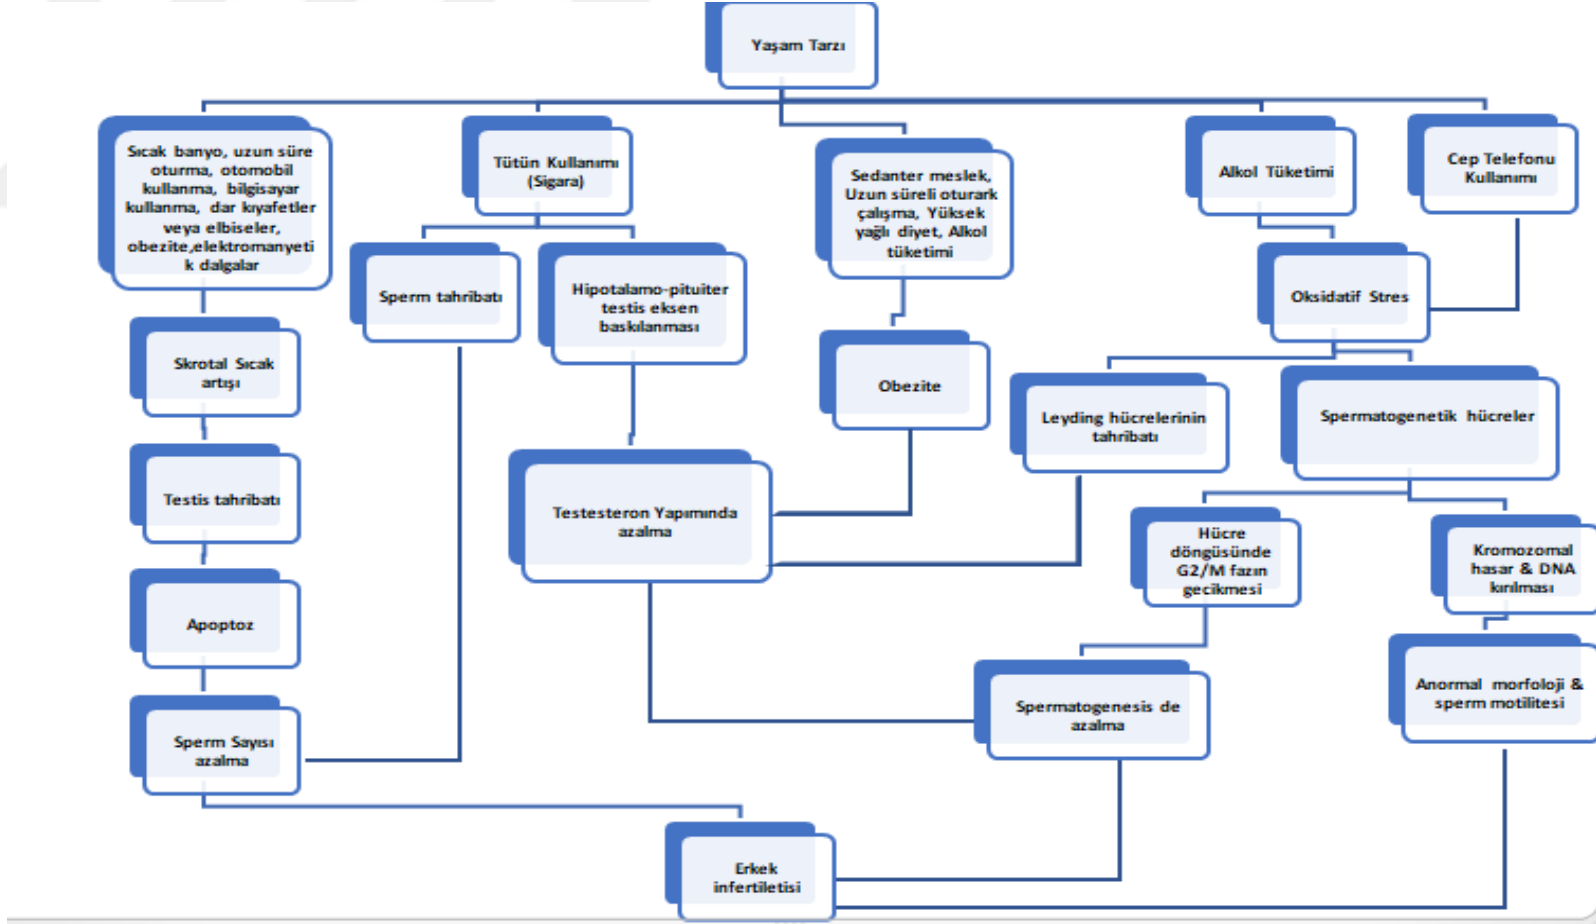 Yaşam Tarzı
Sıcak banyo, uzun süre
oturma, otomobil
kullanma, bilgisayar
kullanma, dar kıyafetler
veya elbiseler,
obezite,elektromanyeti
k dalgalar
Tütün Kullanımı
(Sigara)
Sedanter meslek,
Uzun süreli oturark
çalışma, Yüksek
yağlı diyet, Alkol
tüketimi
Alkol Tüketimi
Cep Telefonu
Kullanımı
Sperm tahribatı
Hipotalamo-pituiter
testis eksen
baskılanması
Oksidatif Stres
Skrotal Sıcak
artışı
Obezite
Leyding hücrelerinin
tahribatı
Spermatogenetik hücreler
Testis tahribatı
Testesteron Yapımında
azalma
Hücre
döngüsünde
G2/M fazın
gecikmesi
Kromozomal
hasar & DNA
kırılması
Apoptoz
Spermatogenesis de
azalma
Anormal morfoloji &
sperm motilitesi
Sperm Sayısı
azalma
Erkek
infertiletisi